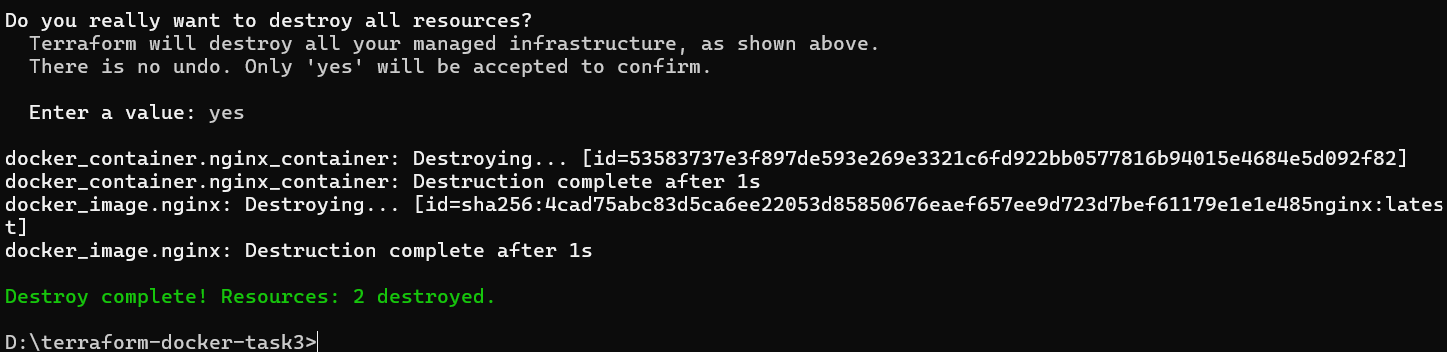 Do you really want to destroy all resources?
  Terraform will destroy all your managed infrastructure, as shown above.
  There is no undo. Only 'yes' will be accepted to confirm.

  Enter a value: yes

docker_container.nginx_container: Destroying... [id=53583737e3f897de593e269e3321c6fd922bb0577816b94015e4684e5d092f82]
docker_container.nginx_container: Destruction complete after 1s
docker_image.nginx: Destroying... [id=sha256:4cad75abc83d5ca6ee22053d85850676eaef657ee9d723d7bef61179e1e1e485nginx:lates
t]
docker_image.nginx: Destruction complete after 1s

Destroy complete! Resources: 2 destroyed.

D:\terraform-docker-task3>